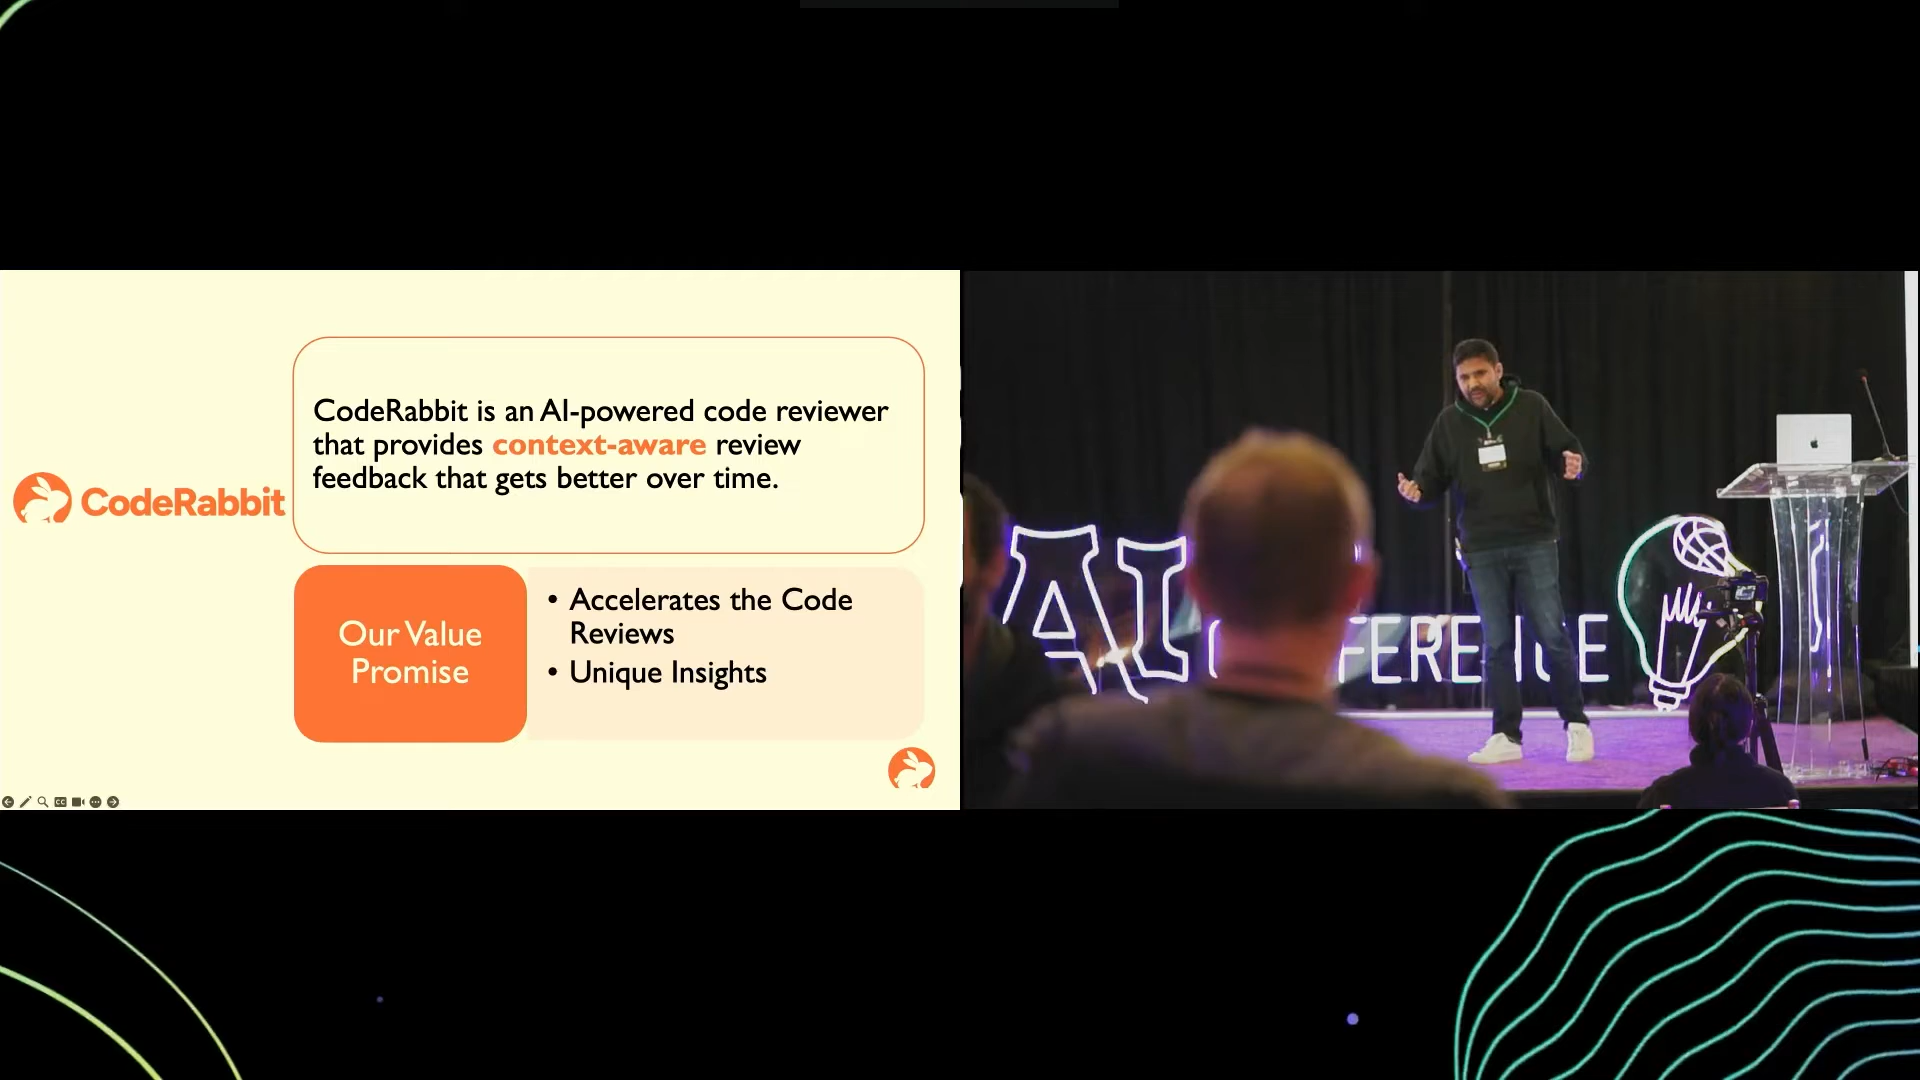 CodeRabbit is an AI-powered code reviewer
that provides context-aware review
feedback that gets better over time.
CodeRabbit
Our Value
Promise
• Accelerates the Code
Reviews
• Unique Insights
AI